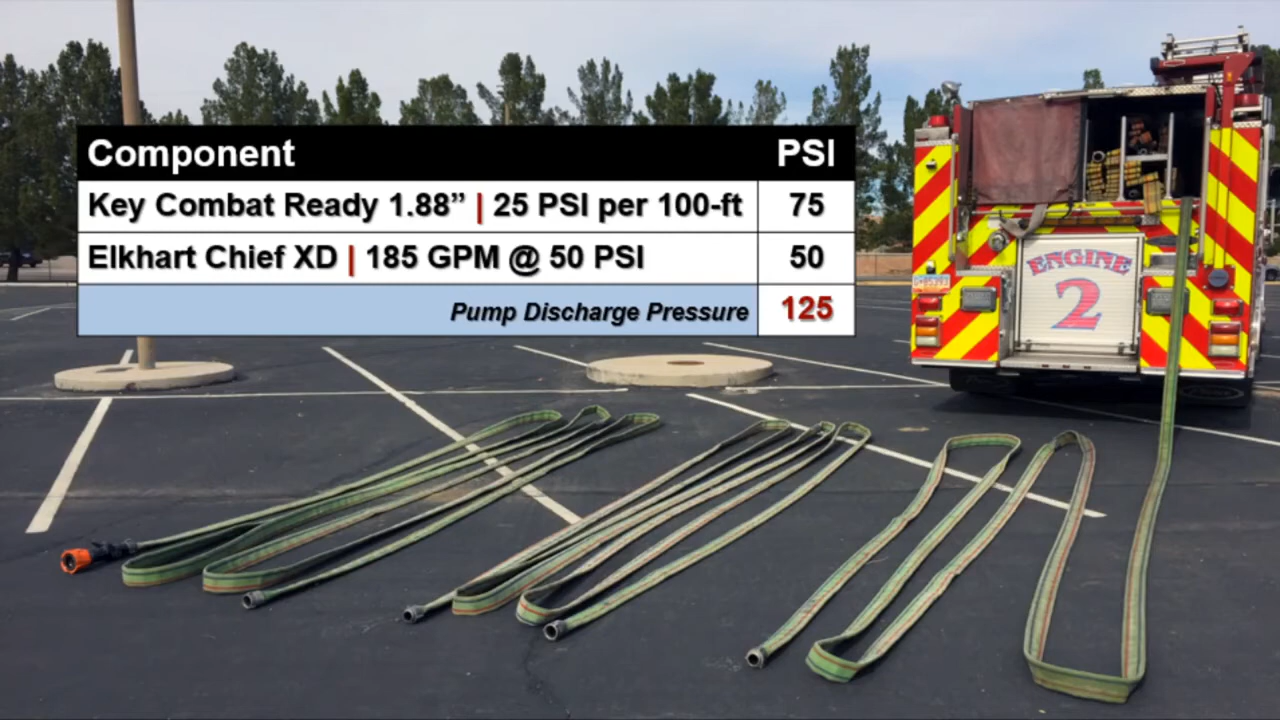 Component PSI
Key Combat Ready 1.88” | 25 PSI per 100-ft 75
Elkhart Chief XD | 185 GPM @ 50 PSI 50
Pump Discharge Pressure 125
ENGINE
2